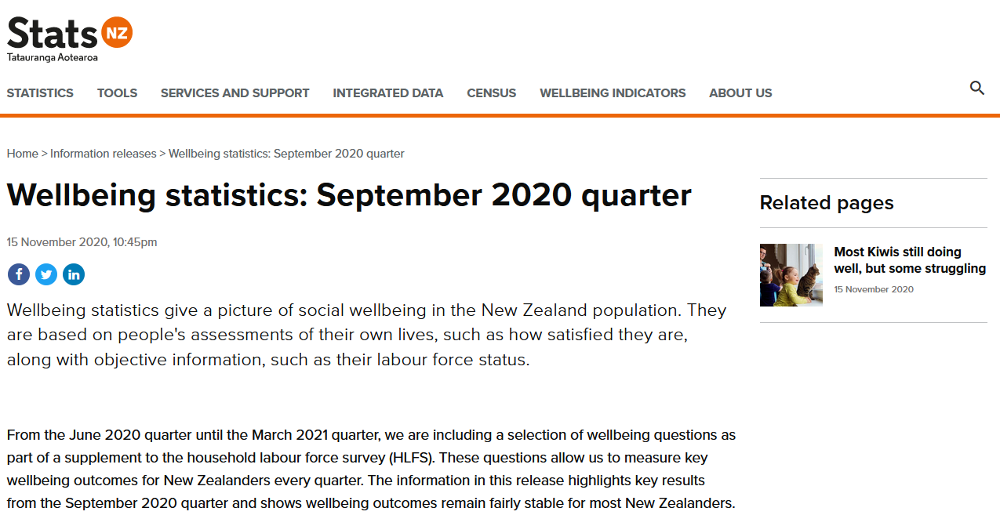 Stats NZ
Tatauranga Aotearoa
STATISTICS TOOLS SERVICES AND SUPPORT INTEGRATED DATA CENSUS WELLBEING INDICATORS ABOUT US
Home > Information releases > Wellbeing statistics: September 2020 quarter
Wellbeing statistics: September 2020 quarter
15 November 2020, 10:45pm
Wellbeing statistics give a picture of social wellbeing in the New Zealand population. They
are based on people's assessments of their own lives, such as how satisfied they are,
along with objective information, such as their labour force status.
From the June 2020 quarter until the March 2021 quarter, we are including a selection of wellbeing questions as
part of a supplement to the household labour force survey (HLFS). These questions allow us to measure key
wellbeing outcomes for New Zealanders every quarter. The information in this release highlights key results
from the September 2020 quarter and shows wellbeing outcomes remain fairly stable for most New Zealanders.
Related pages
Most Kiwis still doing
well, but some struggling
15 November 2020